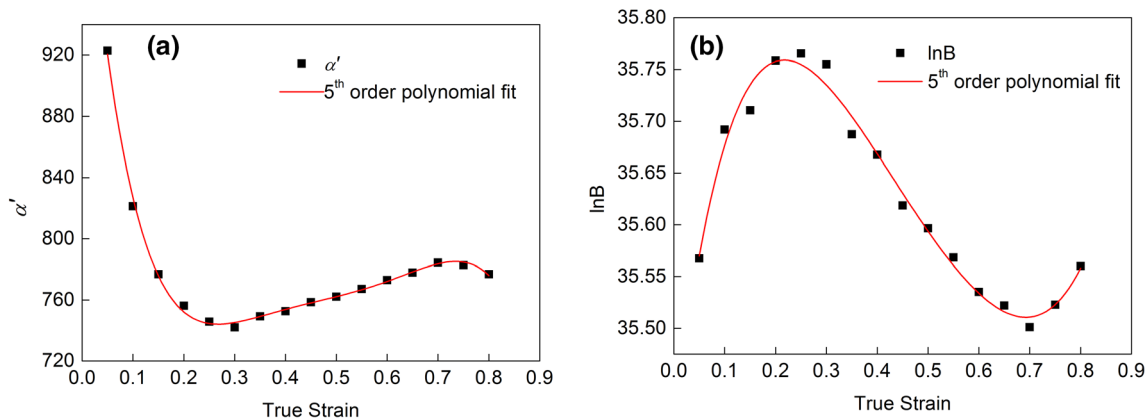 (a)
α'
5th order polynomial fit
920
880
840
800
760
720
α'
0.0 0.1 0.2 0.3 0.4 0.5 0.6 0.7 0.8 0.9
True Strain
(b)
lnB
5th order polynomial fit
35.80
35.75
35.70
35.65
35.60
35.55
35.50
lnB
0.0 0.1 0.2 0.3 0.4 0.5 0.6 0.7 0.8 0.9
True Strain